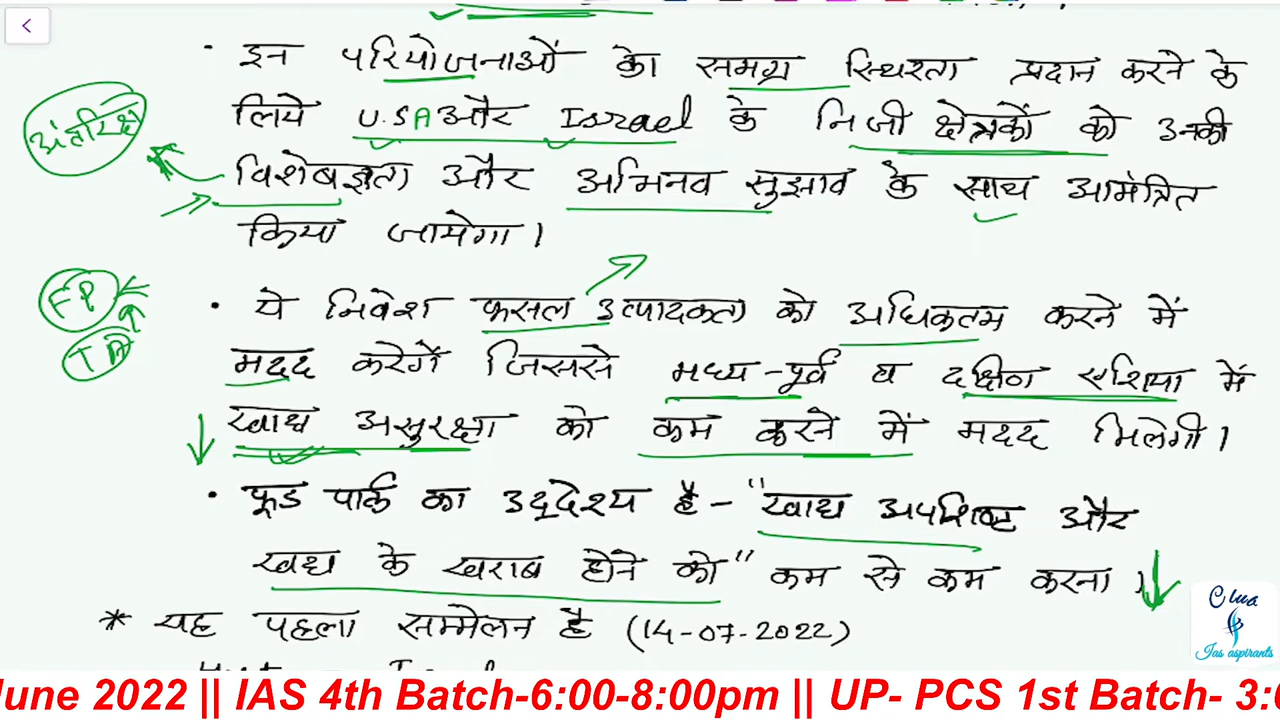 • इन परियोजनाओं को समग्र स्थिरता प्रदान करने के
लिये U.SA और Israel के निजी क्षेत्रकों को उनकी
अंतरिक्ष
विशेषज्ञता और अभिनव सुझाव के साथ आमंत्रित
किया जायेगा।
FP
• ये निवेश फसल उत्पादकता को अधिकतम करने में
मदद करेगें जिससे मध्य-पूर्व व दक्षिण एशिया में
खाद्य असुरक्षा को कम करने में मदद मिलेगी।
• फूड पार्क का उद्देश्य है - "खाद्य अपशिष्ट और
खाद्य के खराब होने को" कम से कम करना।
* यह पहला सम्मेलन है (14-07-2022)
Clue
Ias aspirants
June 2022 || IAS 4th Batch-6:00-8:00pm || UP- PCS 1st Batch- 3: